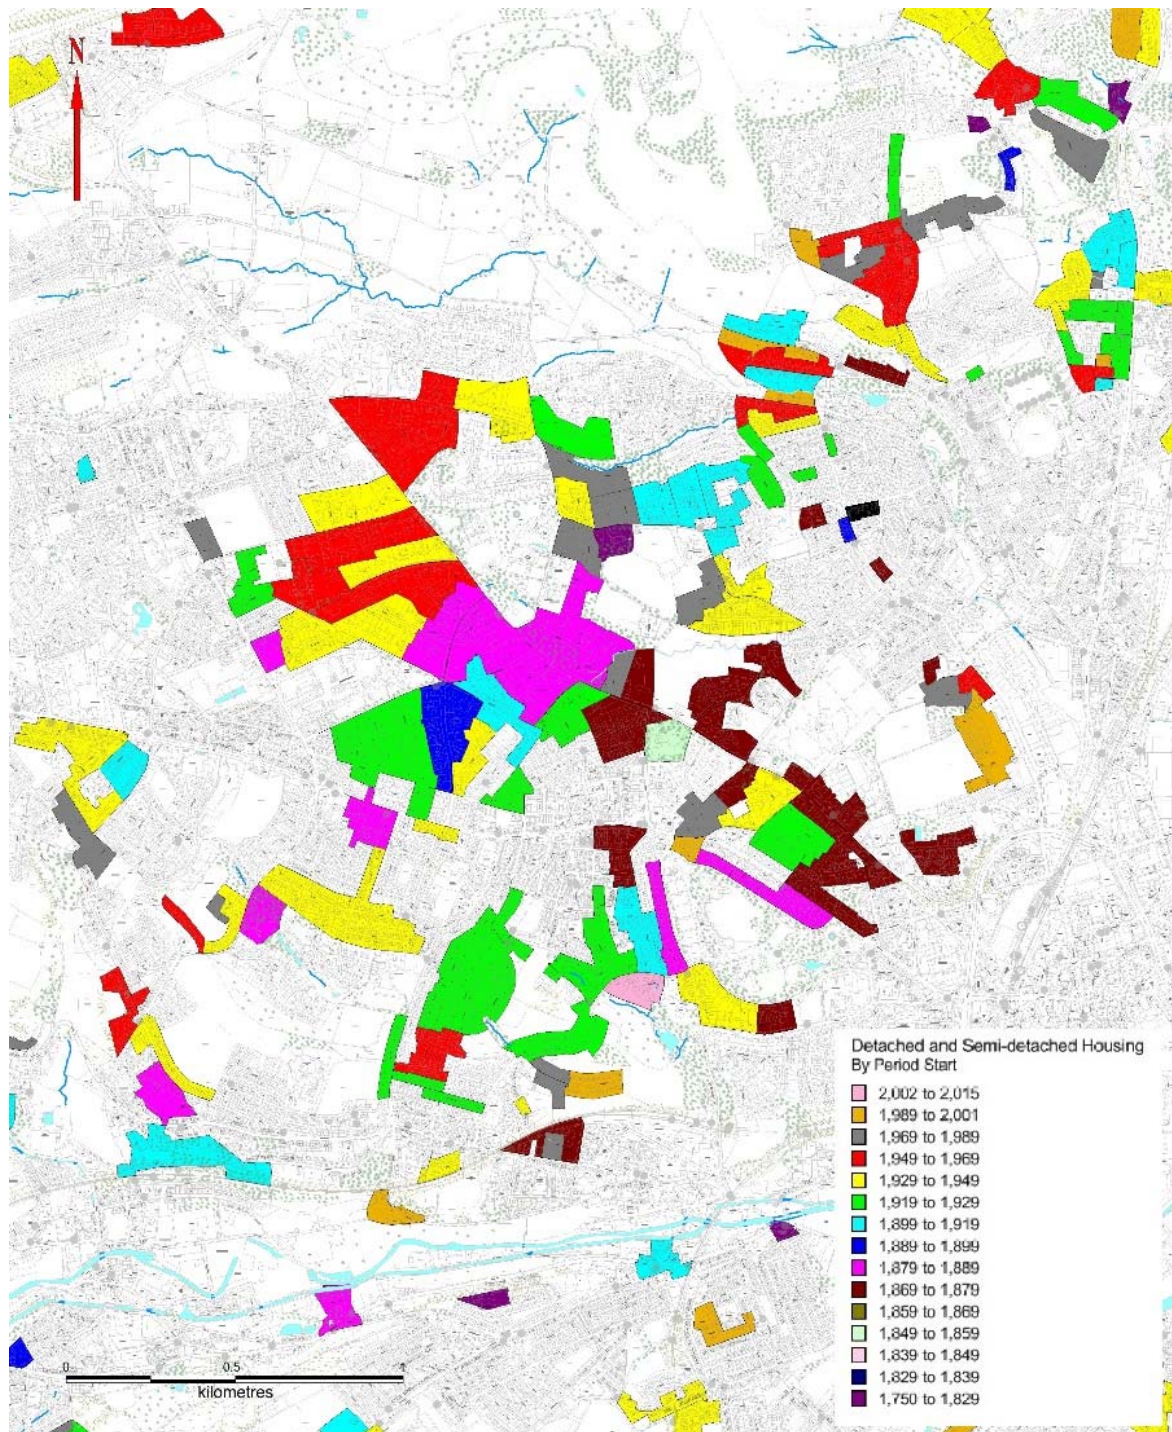 N
Detached and Semi-detached Housing
By Period Start
2,002 to 2,015
1,989 to 2,001
1,969 to 1,989
1,949 to 1,969
1,929 to 1,949
1,919 to 1,929
1,899 to 1,919
1,889 to 1,899
1,879 to 1,889
1,869 to 1,879
1,859 to 1,869
1,849 to 1,859
1,839 to 1,849
1,829 to 1,839
1,750 to 1,829
0 0.5 1
kilometres